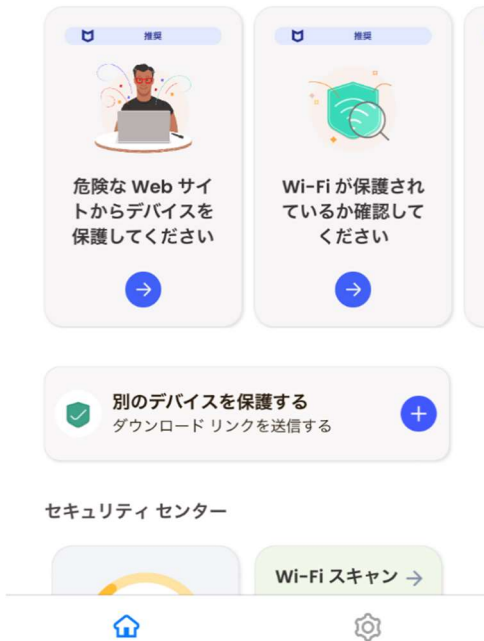 推奨
危険な Web サイ
トからデバイスを
保護してください
推奨
Wi-Fi が保護され
ているか確認して
ください
別のデバイスを保護する
ダウンロード リンクを送信する
セキュリティ センター
Wi-Fi スキャン